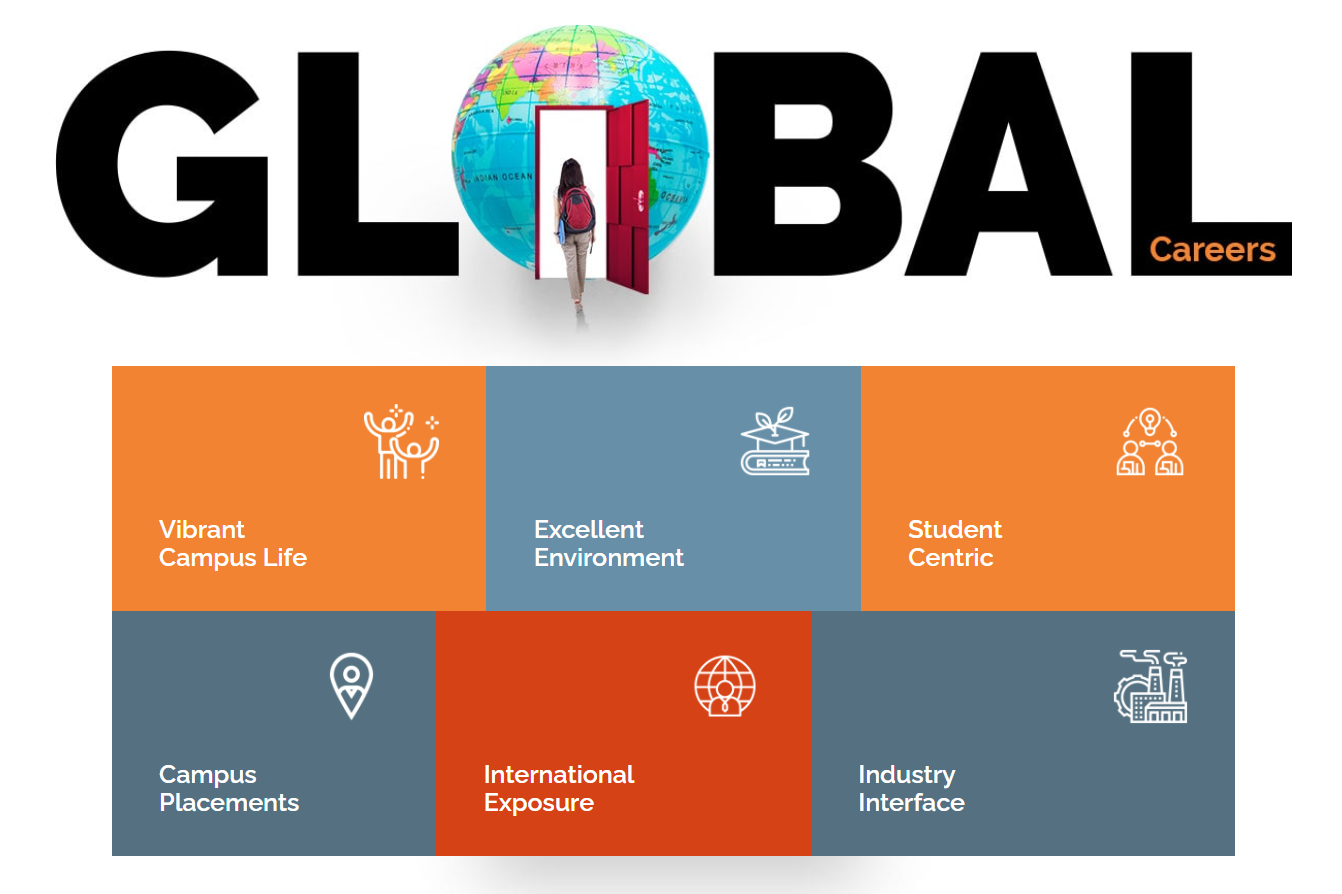 GLOBAL
Careers
INDIAN OCEAN
Vibrant
Campus Life
Excellent
Environment
Student
Centric
Campus
Placements
International
Exposure
Industry
Interface